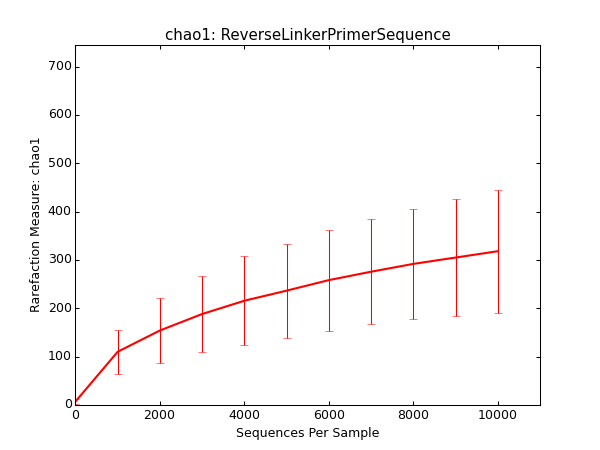 chao1: ReverseLinkerPrimerSequence
700
600
500
400
300
200
100
0
Rarefaction Measure: chao1
0 2000 4000 6000 8000 10000
Sequences Per Sample